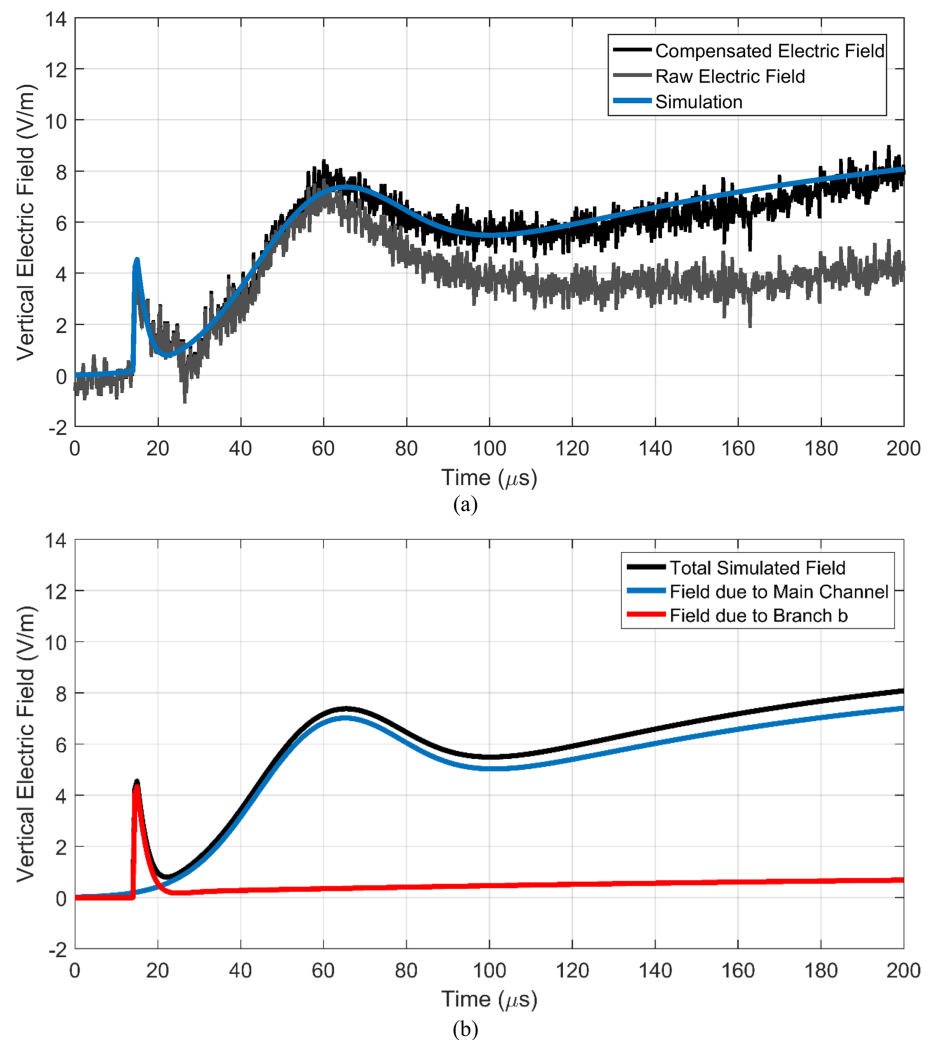 14
12
10
8
6
4
2
0
-2
Vertical Electric Field (V/m)
Compensated Electric Field
Raw Electric Field
Simulation
0 20 40 60 80 100 120 140 160 180 200
Time (μs)
(a)
14
12
10
8
6
4
2
0
-2
Vertical Electric Field (V/m)
Total Simulated Field
Field due to Main Channel
Field due to Branch b
0 20 40 60 80 100 120 140 160 180 200
Time (μs)
(b)